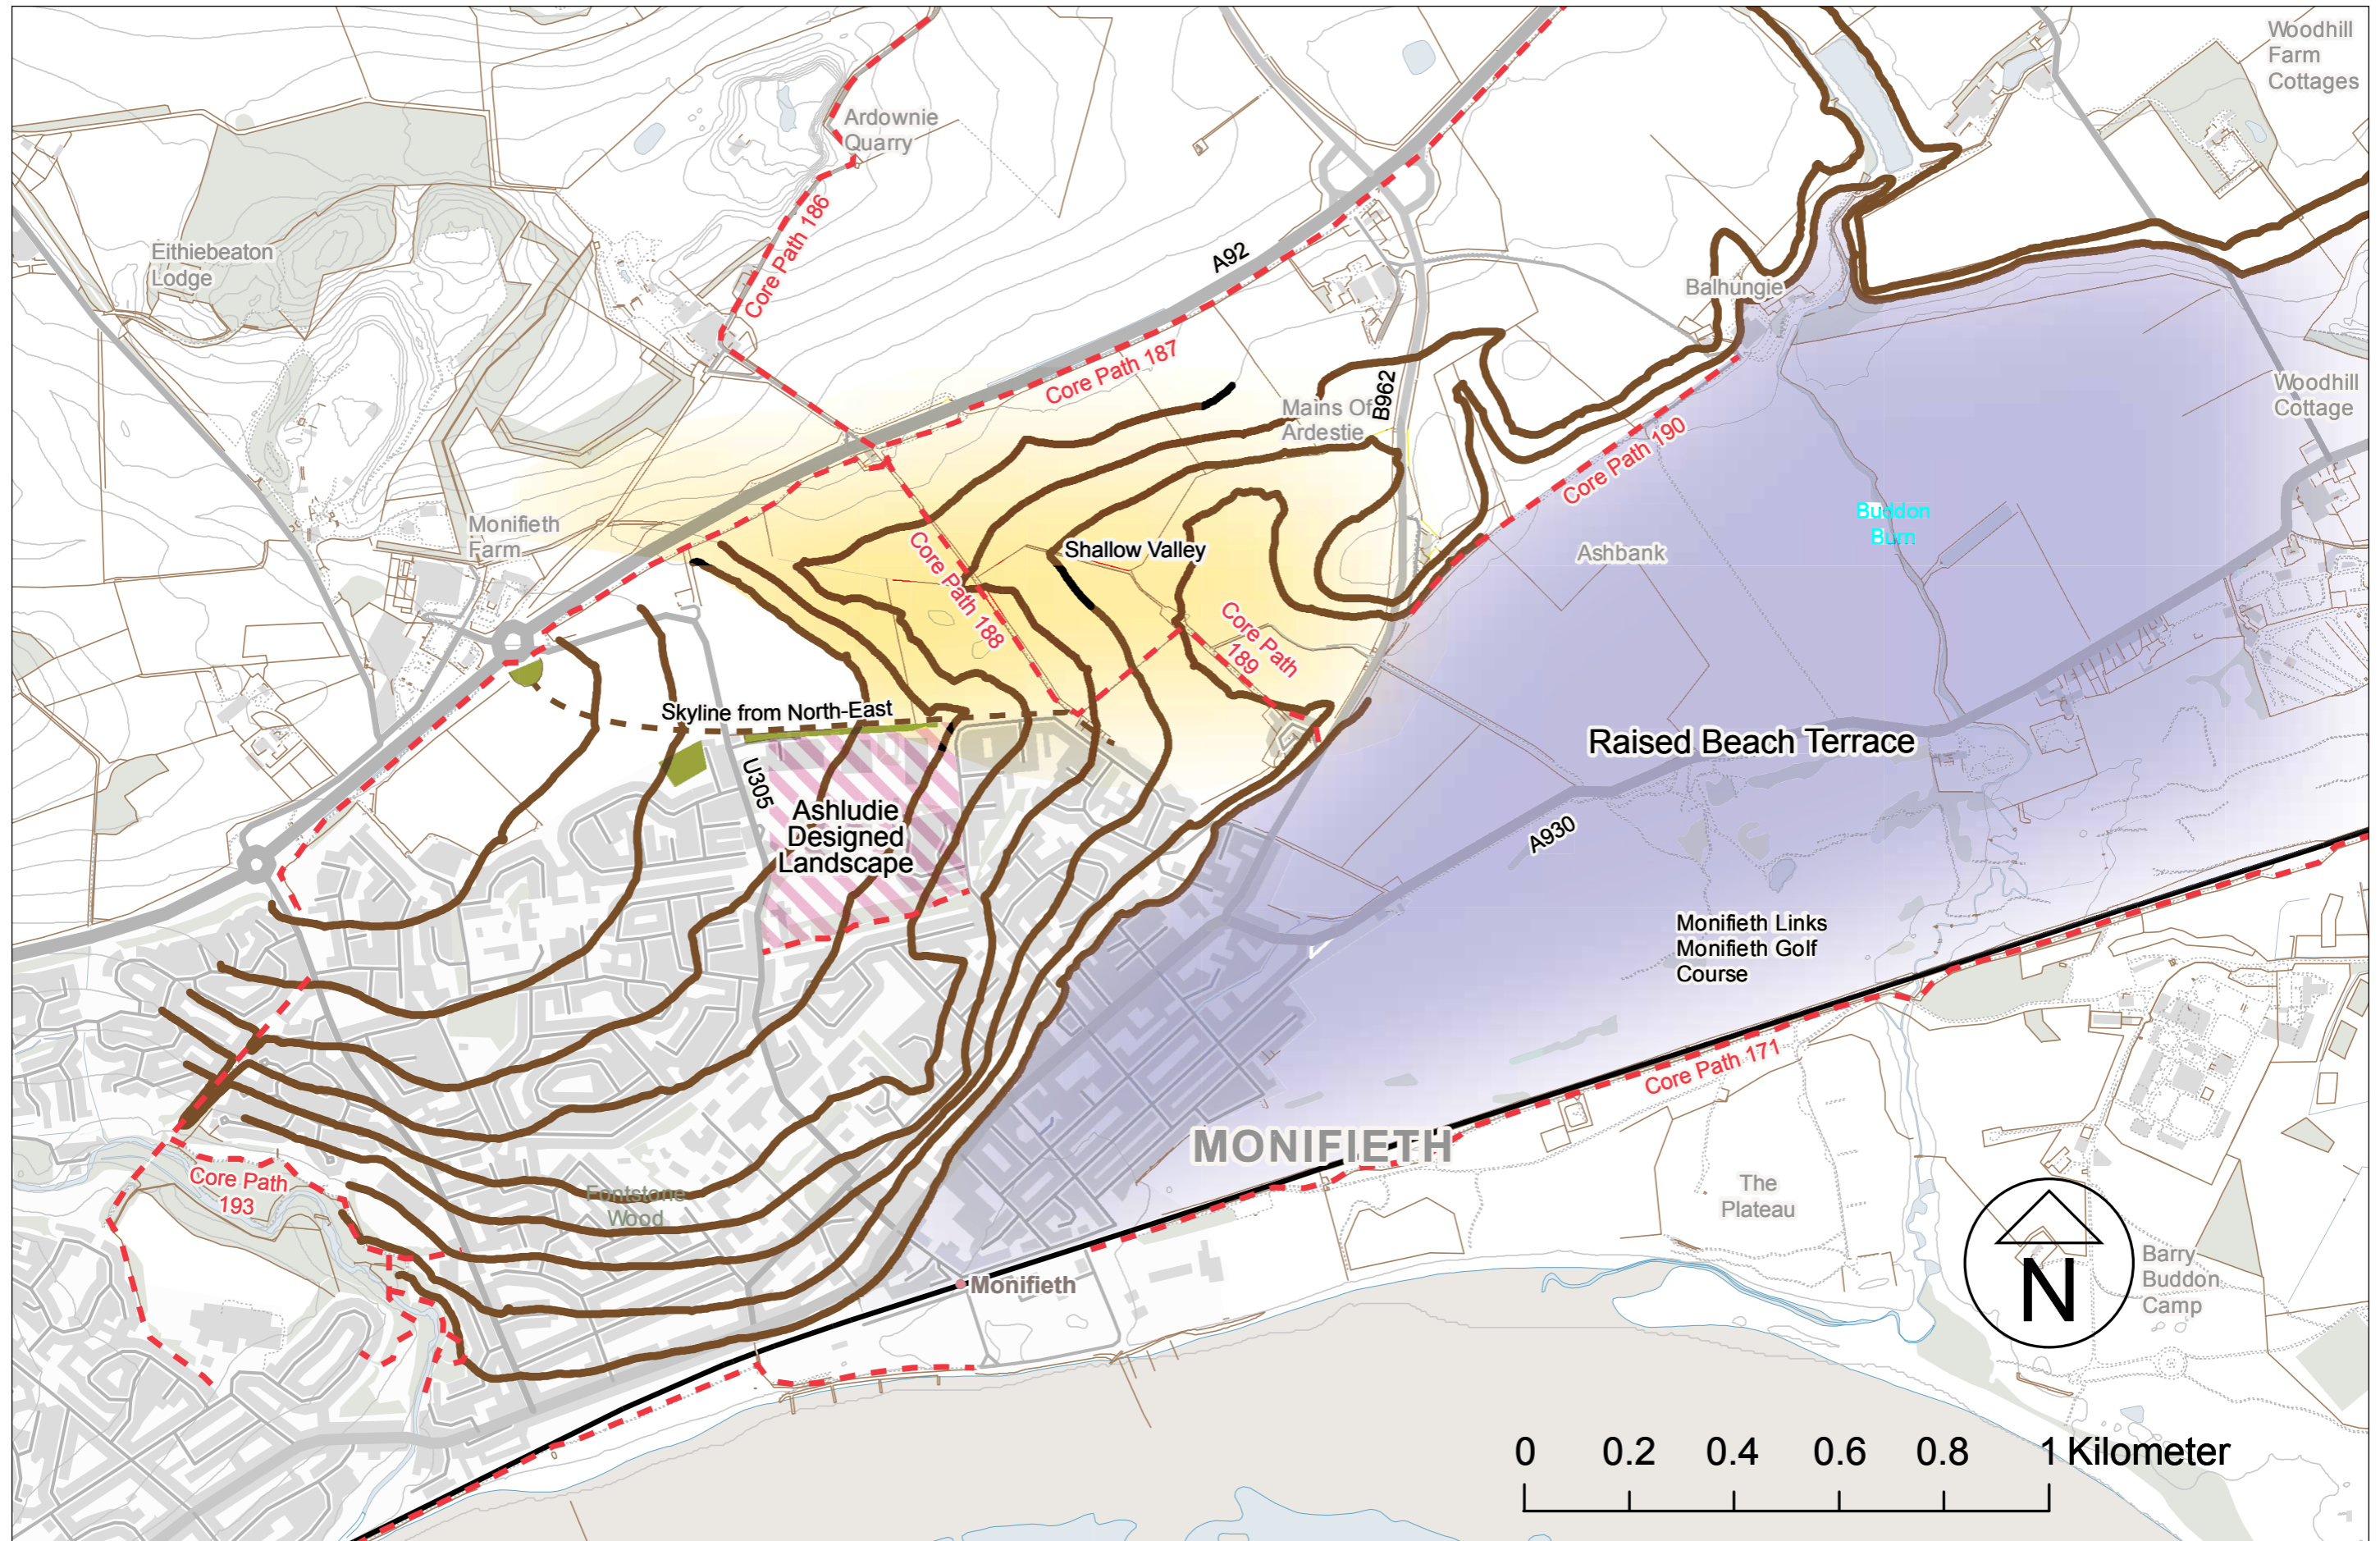 Woodhill
Farm
Cottages
Ardownie
Quarry
Core Path 186
Eithiebeaton
Lodge
A92
Balhungie
Core Path 187
B962
Woodhill
Cottage
Mains Of
Ardestie
Core Path 190
Monifieth
Farm
Buddon
Burn
Shallow Valley
Ashbank
Core Path 188
Core Path
189
Skyline from North-East
Raised Beach Terrace
U305
Ashludie
Designed
Landscape
A930
Monifieth Links
Monifieth Golf
Course
Core Path 171
MONIFIETH
Core Path
193
Fontstone
Wood
The
Plateau
Monifieth
N
Barry
Buddon
Camp
0 0.2 0.4 0.6 0.8 1 Kilometer